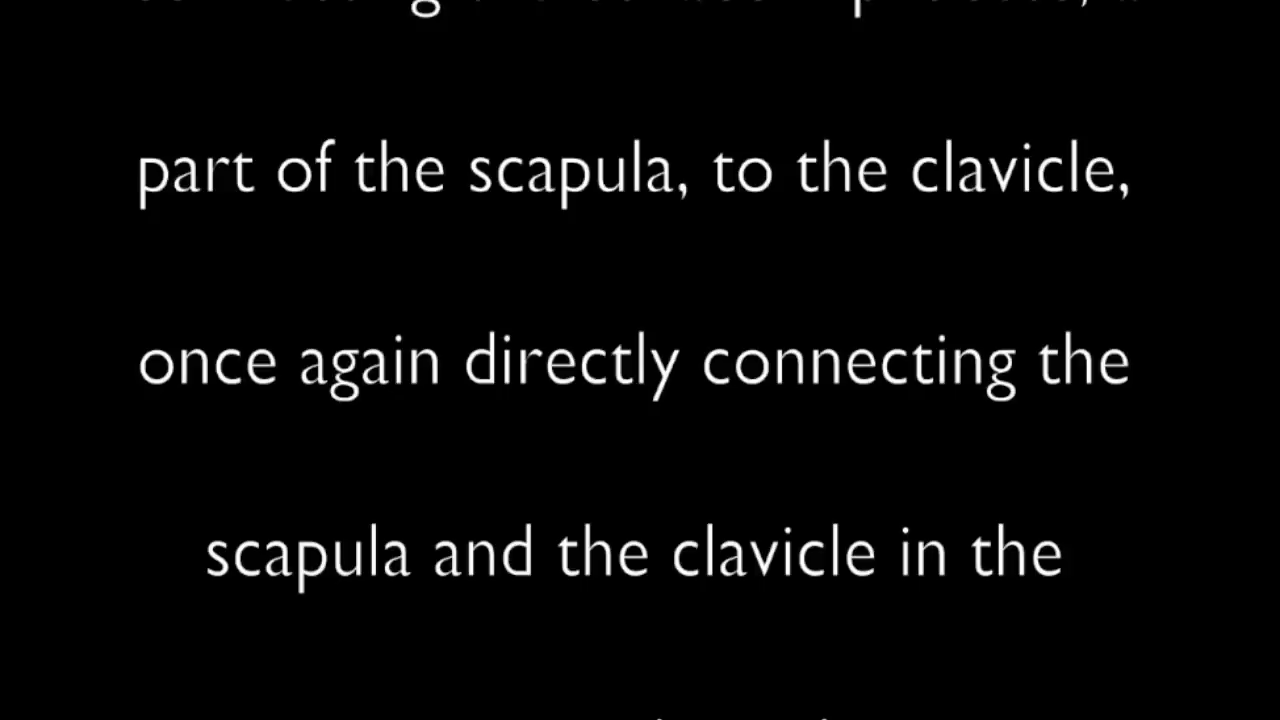 part of the scapula, to the clavicle,
once again directly connecting the
scapula and the clavicle in the